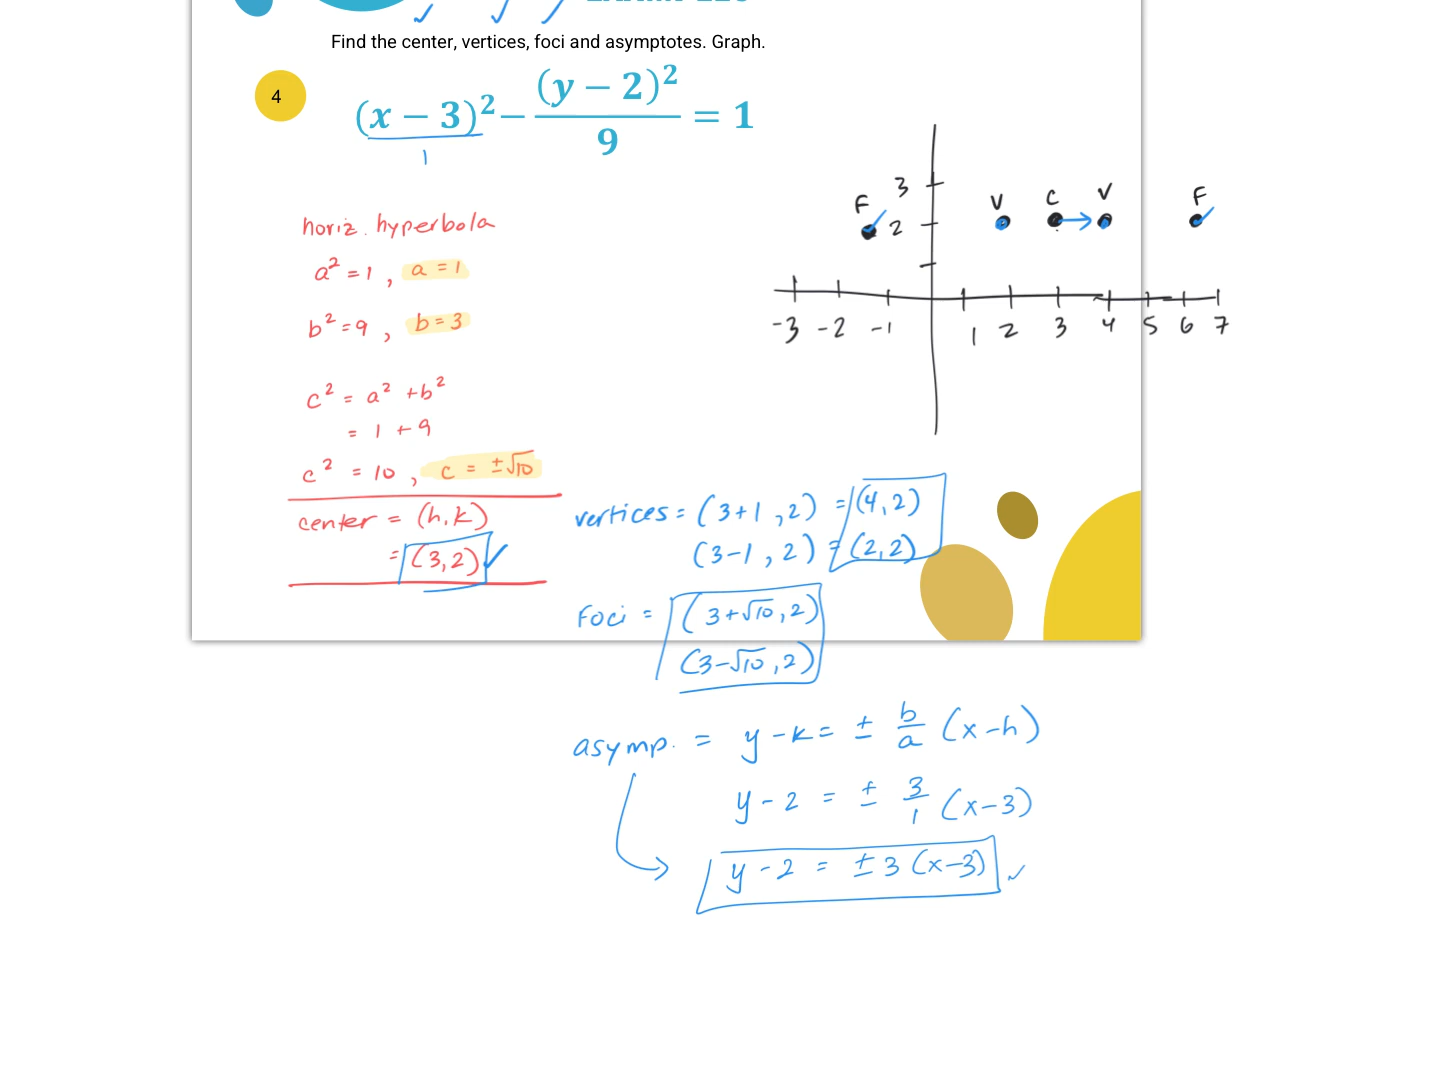 Find the center, vertices, foci and asymptotes. Graph.
4
(x − 3)² − (y − 2)²/9 = 1
1
horiz. hyperbola
a² = 1, a = 1
b² = 9, b = 3
c² = a² + b²
= 1 + 9
c² = 10, c = ±√10
center = (h, k)
= (3, 2)
F 3 2 V C V F
-3 -2 -1 1 2 3 4 5 6 7
vertices = (3+1, 2) = (4, 2)
(3−1, 2) = (2, 2)
Foci = (3+√10, 2)
(3−√10, 2)
asymp. = y − k = ± b/a (x − h)
y − 2 = ± 3/1 (x − 3)
y − 2 = ± 3 (x − 3)